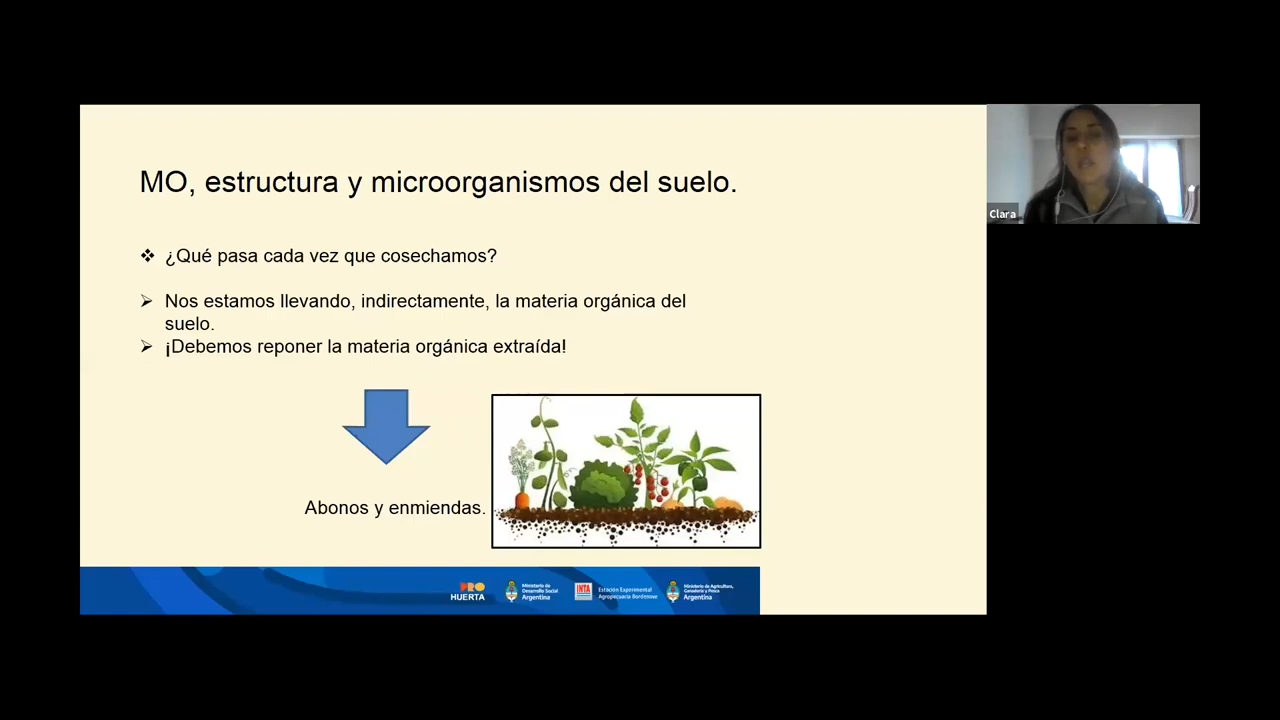 MO, estructura y microorganismos del suelo.
¿Qué pasa cada vez que cosechamos?
Nos estamos llevando, indirectamente, la materia orgánica del
suelo.
¡Debemos reponer la materia orgánica extraída!
Abonos y enmiendas.
PRO
HUERTA
Ministerio de
Desarrollo Social
Argentina
INTA
Estación Experimental
Agropecuaria Bordenave
Ministerio de Agricultura,
Ganadería y Pesca
Argentina
Clara